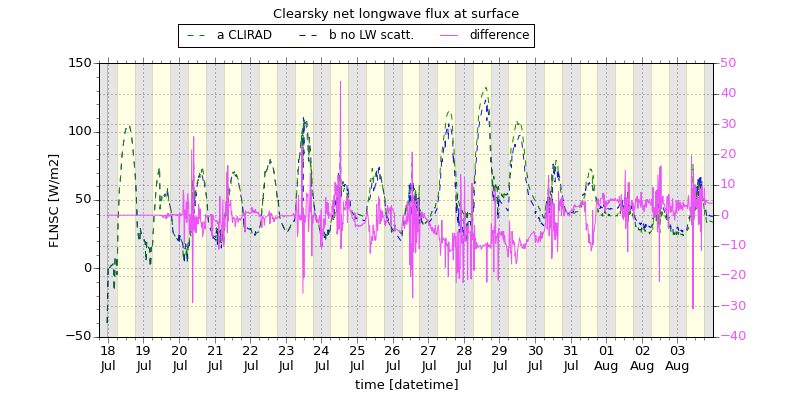 Clearsky net longwave flux at surface
a CLIRAD b no LW scatt. difference
150
100
50
0
−50
FLNSC [W/m2]
50
40
30
20
10
0
−10
−20
−30
−40
18 19 20 21 22 23 24 25 26 27 28 29 30 31 01 02 03
Jul Jul Jul Jul Jul Jul Jul Jul Jul Jul Jul Jul Jul Jul Aug Aug Aug
time [datetime]